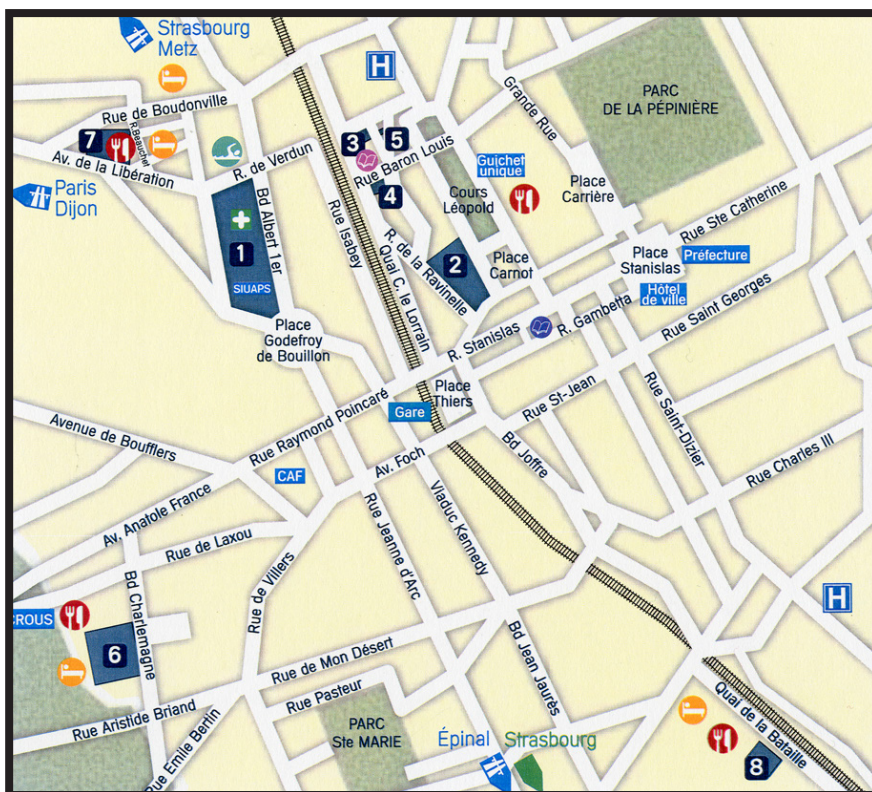 Strasbourg
Metz
H
PARC
DE LA PÉPINIÈRE
Rue de Boudonville
Grande Rue
7
R.Beauchet
3
5
Av. de la Libération
R. de Verdun
Rue Baron Louis
Guichet
unique
Paris
Dijon
Bd Albert 1er
4
Cours
Léopold
Place
Carrière
Rue Ste Catherine
Rue Isabey
1
SIUAPS
Quai C. le Lorrain
R. de la Ravinelle
2
Place
Carnot
Place
Stanislas
Préfecture
Hôtel
de ville
Place
Godefroy
de Bouillon
R. Stanislas
R. Gambetta
Rue Saint Georges
Place
Thiers
Gare
Rue Raymond Poincaré
Rue St-Jean
Rue Saint-Dizier
Avenue de Boufflers
Bd Joffre
Rue Charles III
CAF
Av. Foch
Av. Anatole France
Rue de Laxou
Rue Jeanne d'Arc
Viaduc Kennedy
Bd Charlemagne
Rue de Villers
H
CROUS
6
Bd Jean Jaurès
Rue de Mon Désert
Rue Pasteur
Quai de la Bataille
Rue Aristide Briand
Rue Emile Bertin
PARC
Ste MARIE
Épinal
Strasbourg
8